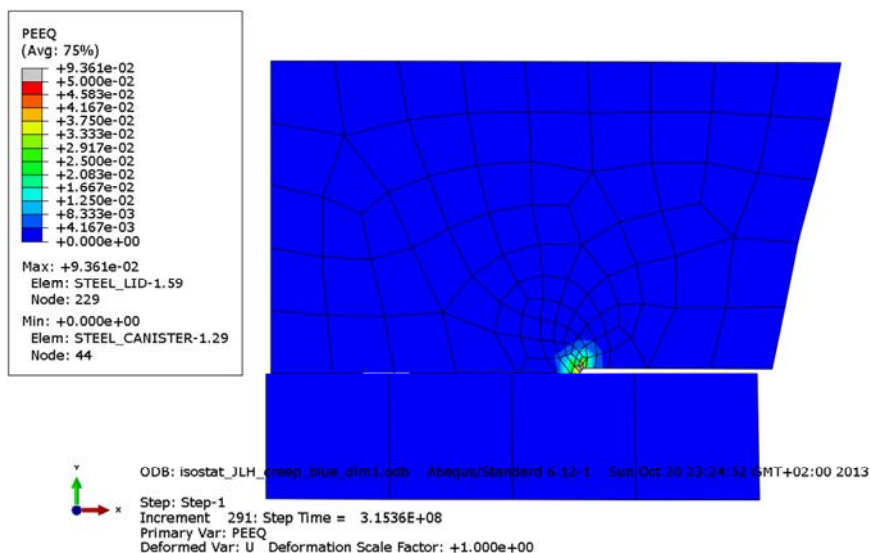 PEEQ
(Avg: 75%)
+9.361e-02
+5.000e-02
+4.583e-02
+4.167e-02
+3.750e-02
+3.333e-02
+2.917e-02
+2.500e-02
+2.083e-02
+1.667e-02
+1.250e-02
+8.333e-03
+4.167e-03
+0.000e+00
Max: +9.361e-02
Elem: STEEL_LID-1.59
Node: 229
Min: +0.000e+00
Elem: STEEL_CANISTER-1.29
Node: 44
Y
X
ODB: isostat_JLH_creep_blue_dim1.odb Abaqus/Standard 6.12-1 Sun Oct 20 23:24:52 GMT+02:00 2013
Step: Step-1
Increment 291: Step Time = 3.1536E+08
Primary Var: PEEQ
Deformed Var: U Deformation Scale Factor: +1.000e+00